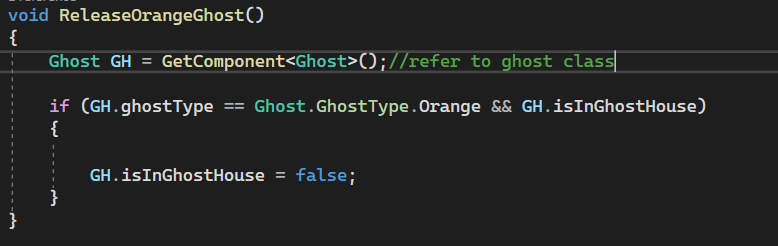 void ReleaseOrangeGhost()
{
Ghost GH = GetComponent<Ghost>();//refer to ghost class
if (GH.ghostType == Ghost.GhostType.Orange && GH.isInGhostHouse)
{
GH.isInGhostHouse = false;
}
}